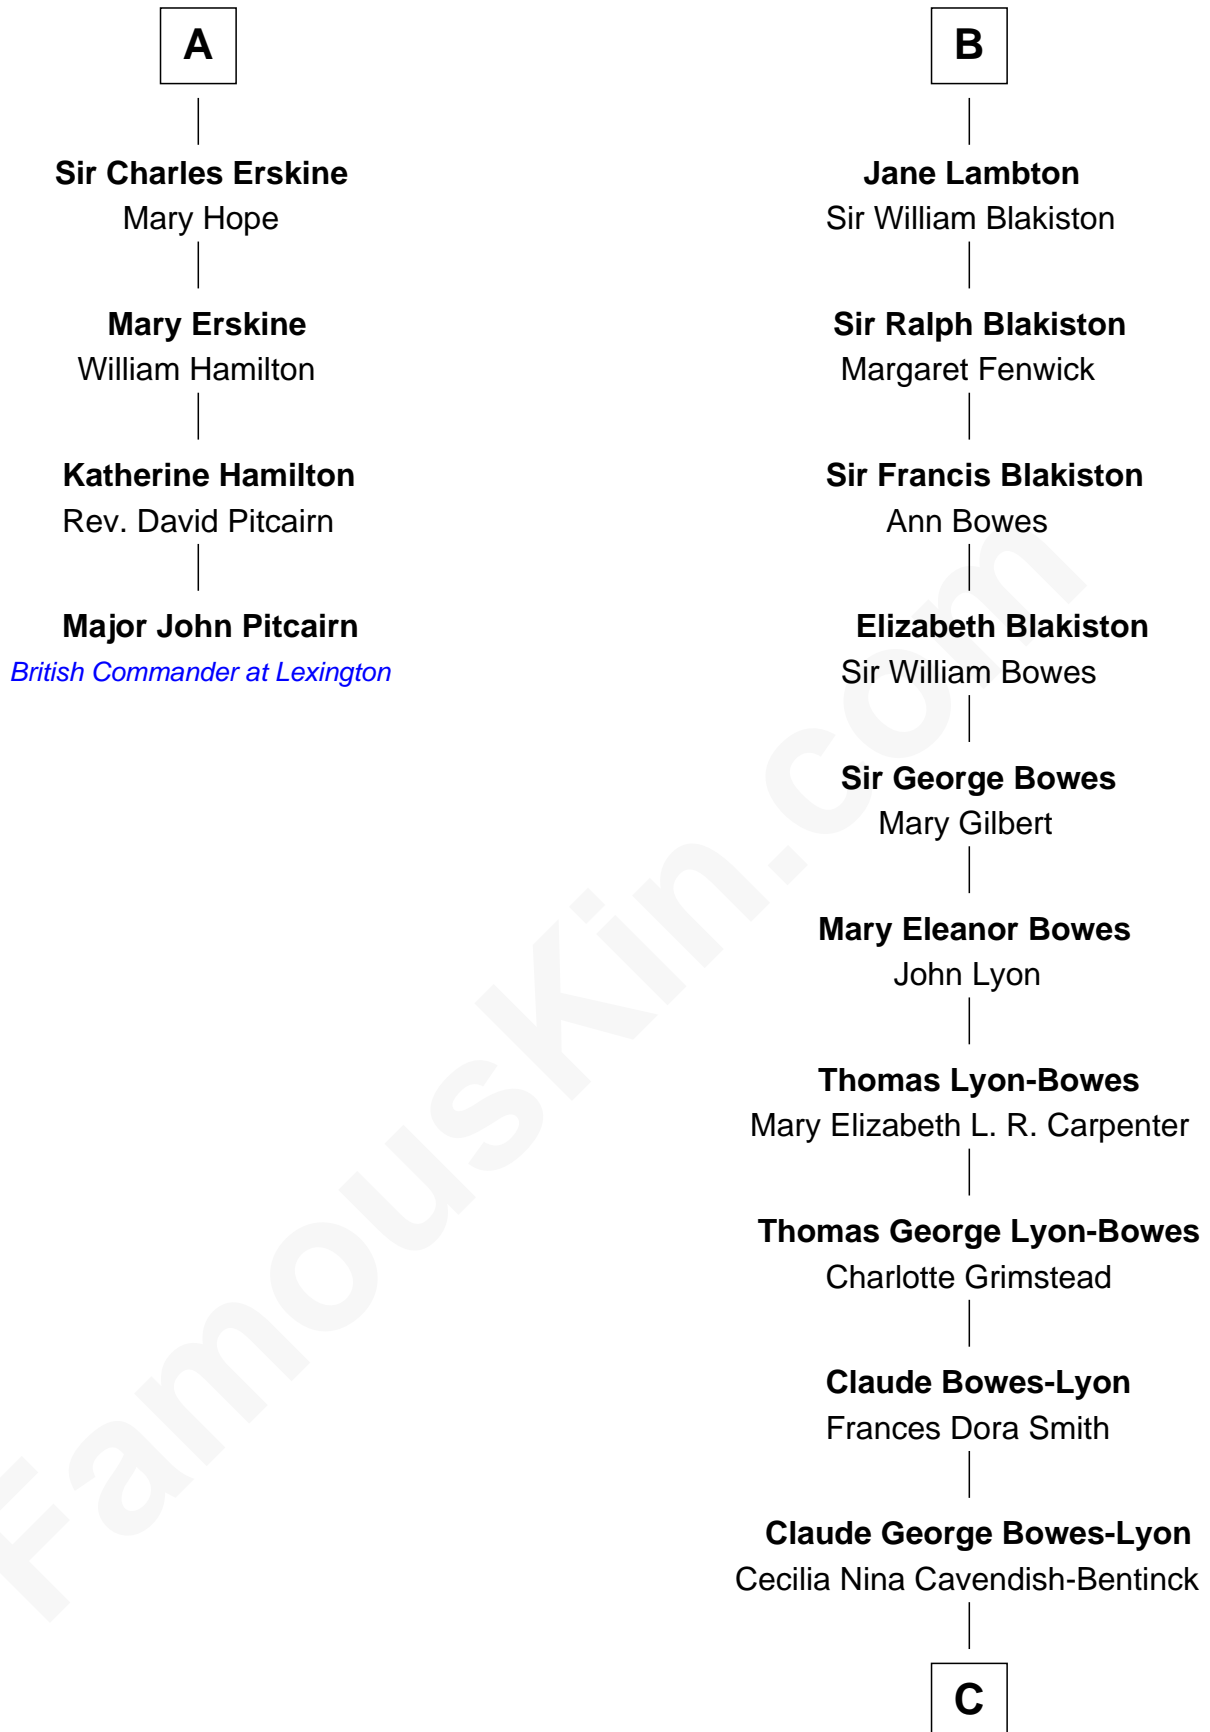 A
Sir Charles Erskine
Mary Hope
Mary Erskine
William Hamilton
Katherine Hamilton
Rev. David Pitcairn
Major John Pitcairn
British Commander at Lexington
B
Jane Lambton
Sir William Blakiston
Sir Ralph Blakiston
Margaret Fenwick
Sir Francis Blakiston
Ann Bowes
Elizabeth Blakiston
Sir William Bowes
Sir George Bowes
Mary Gilbert
Mary Eleanor Bowes
John Lyon
Thomas Lyon-Bowes
Mary Elizabeth L. R. Carpenter
Thomas George Lyon-Bowes
Charlotte Grimstead
Claude Bowes-Lyon
Frances Dora Smith
Claude George Bowes-Lyon
Cecilia Nina Cavendish-Bentinck
C
FamousKin.com